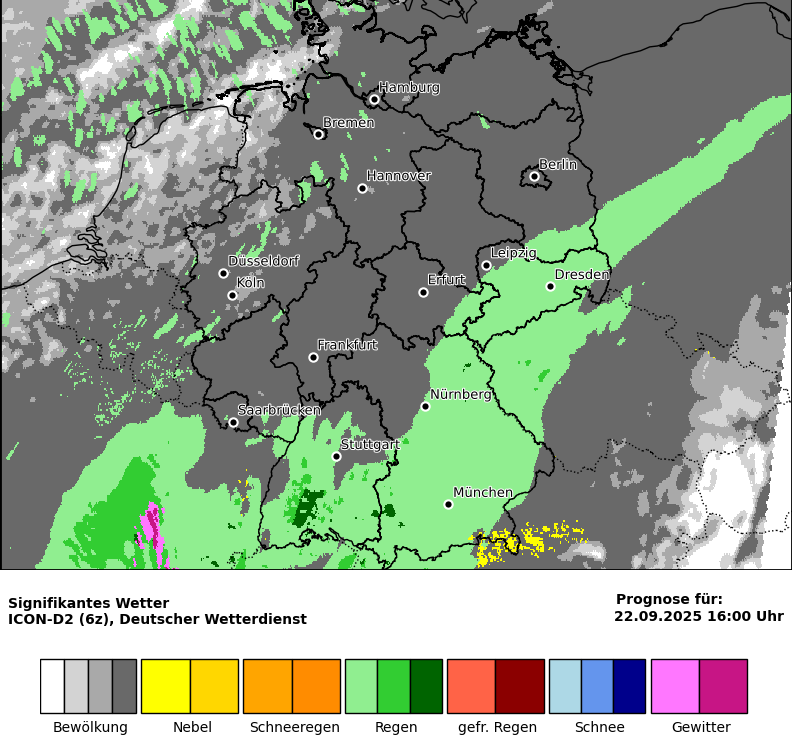 Hamburg
Bremen
Berlin
Hannover
Leipzig
Düsseldorf
Dresden
Köln
Erfurt
Frankfurt
Nürnberg
Saarbrücken
Stuttgart
München
Signifikantes Wetter
ICON-D2 (6z), Deutscher Wetterdienst
Prognose für:
22.09.2025 16:00 Uhr
Bewölkung Nebel Schneeregen Regen gefr. Regen Schnee Gewitter